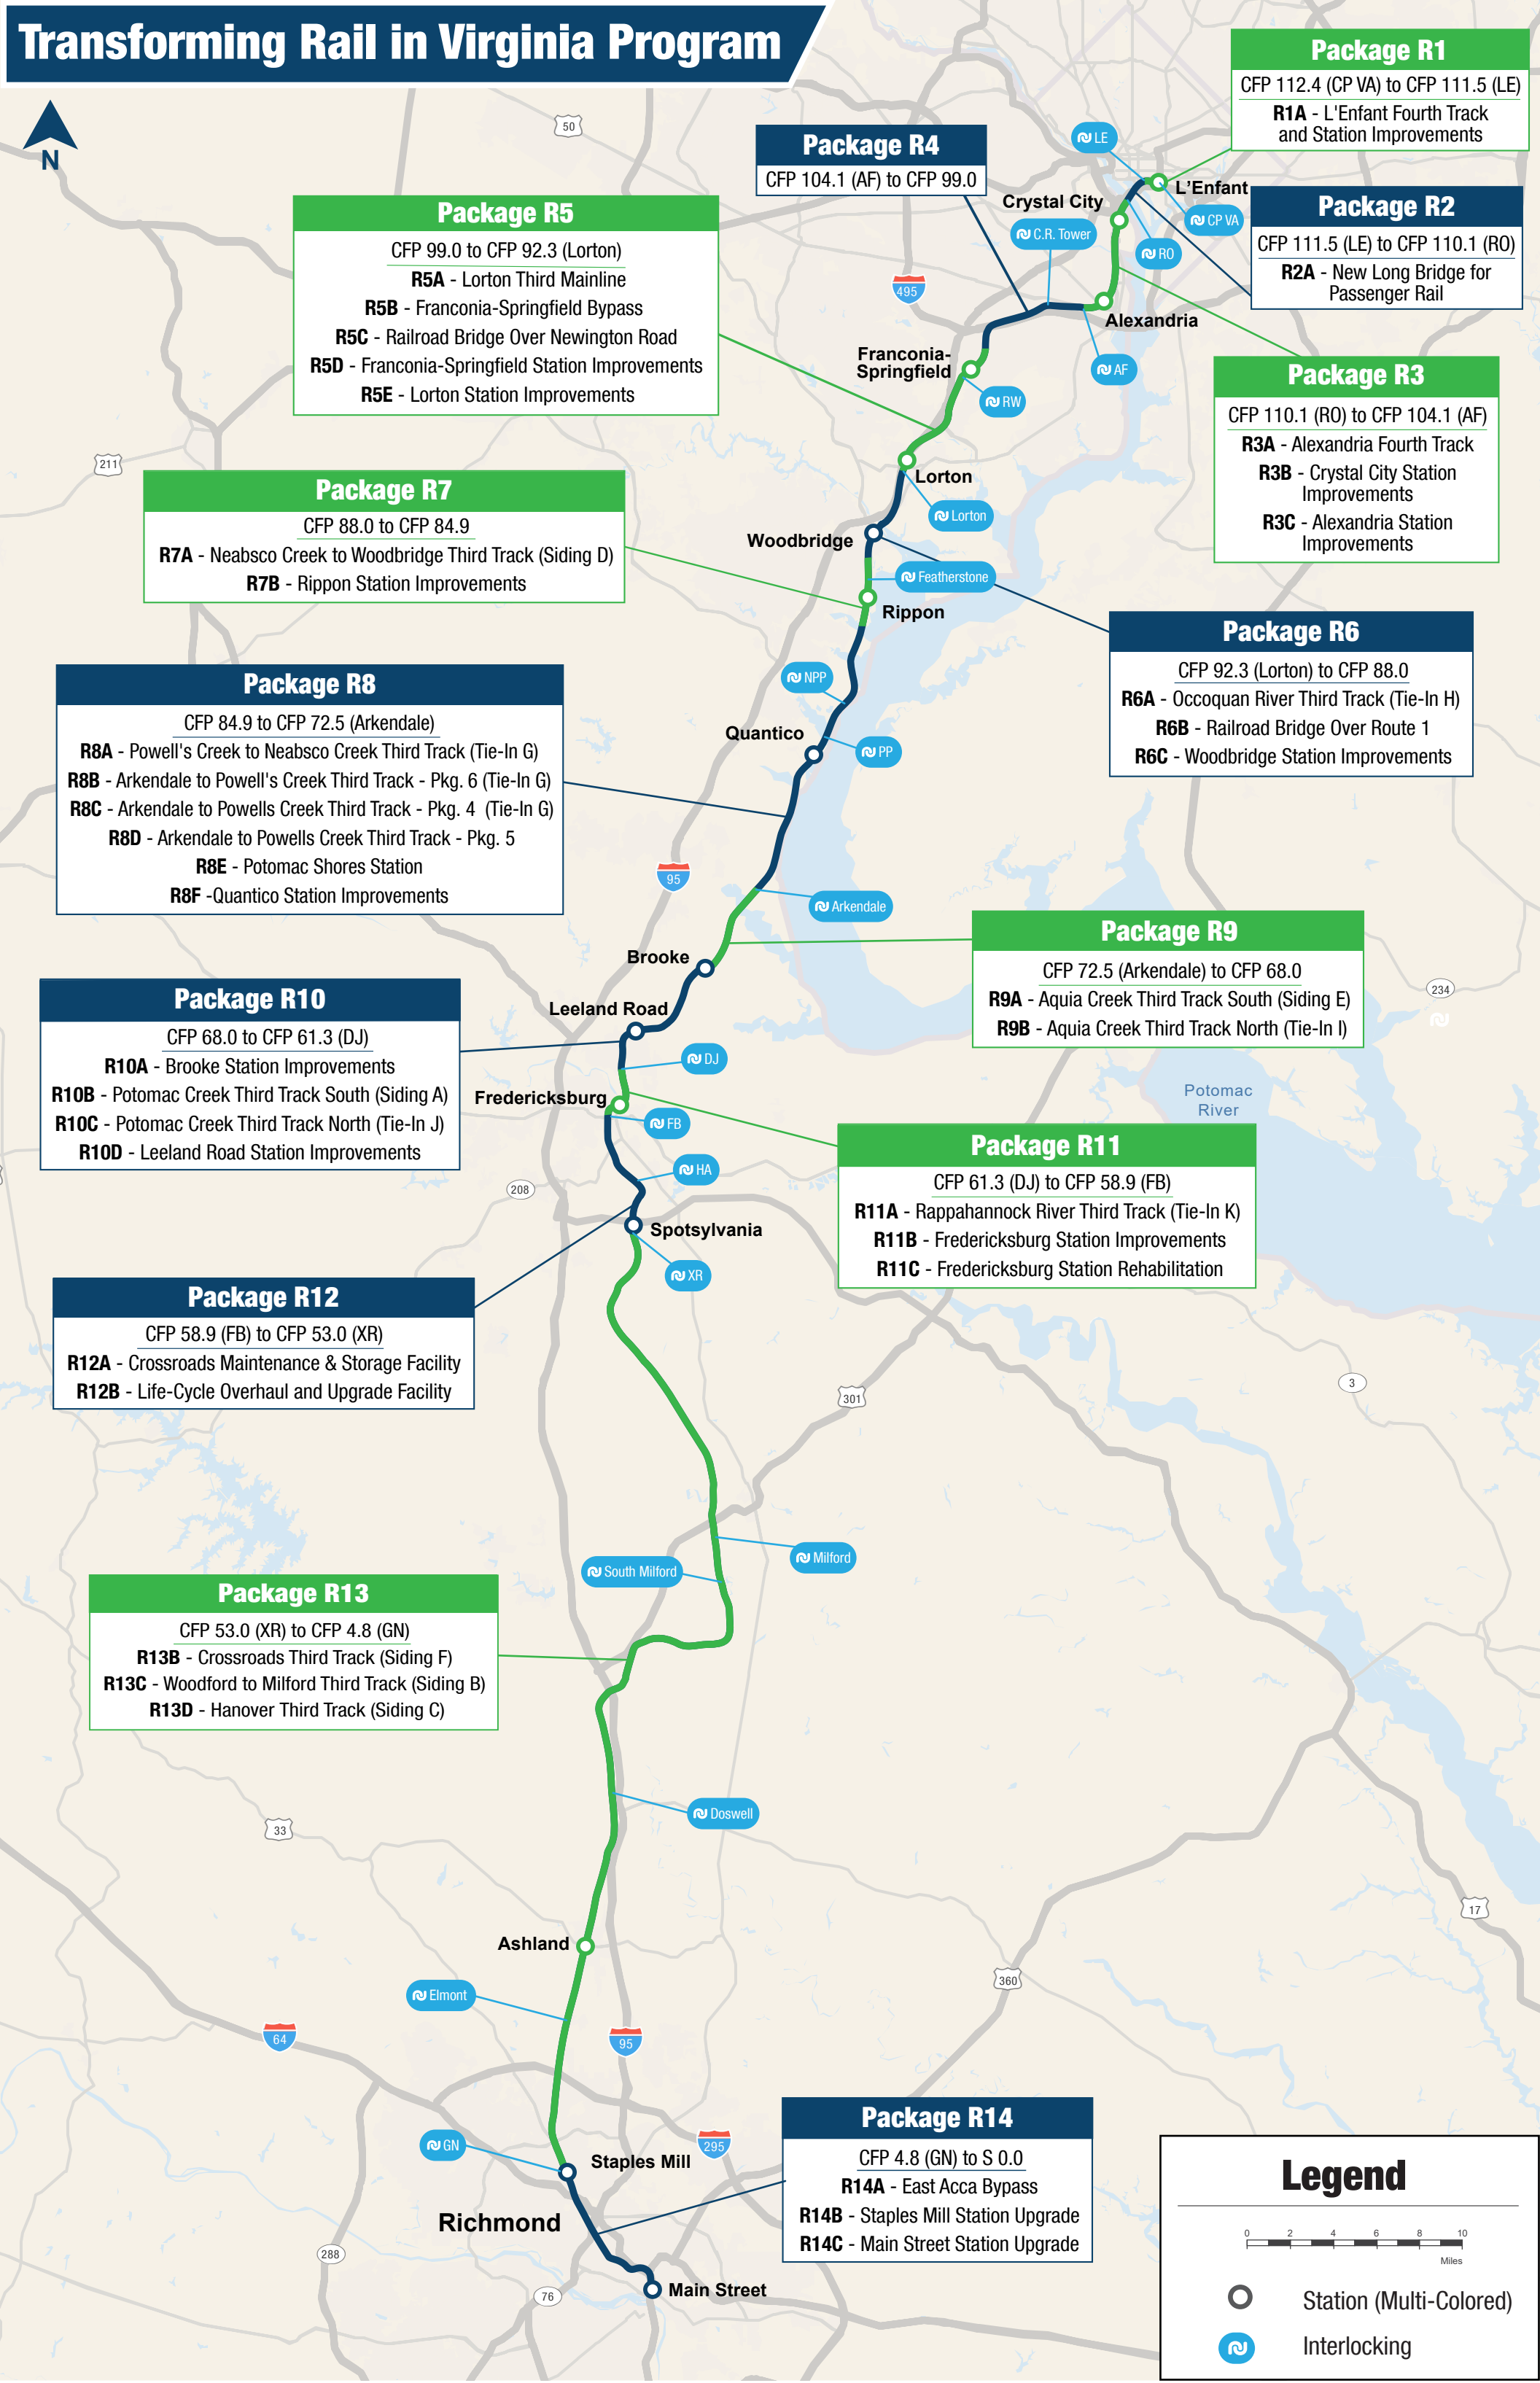 Transforming Rail in Virginia Program
N
50
Package R1
CFP 112.4 (CP VA) to CFP 111.5 (LE)
R1A - L'Enfant Fourth Track
and Station Improvements
Package R4
CFP 104.1 (AF) to CFP 99.0
LE
L'Enfant
Crystal City
C.R. Tower
CP VA
RO
Package R2
CFP 111.5 (LE) to CFP 110.1 (RO)
R2A - New Long Bridge for
Passenger Rail
Package R5
CFP 99.0 to CFP 92.3 (Lorton)
R5A - Lorton Third Mainline
R5B - Franconia-Springfield Bypass
R5C - Railroad Bridge Over Newington Road
R5D - Franconia-Springfield Station Improvements
R5E - Lorton Station Improvements
495
Alexandria
Franconia-
Springfield
AF
RW
Package R3
CFP 110.1 (RO) to CFP 104.1 (AF)
R3A - Alexandria Fourth Track
R3B - Crystal City Station
Improvements
R3C - Alexandria Station
Improvements
211
Lorton
Lorton
Package R7
CFP 88.0 to CFP 84.9
R7A - Neabsco Creek to Woodbridge Third Track (Siding D)
R7B - Rippon Station Improvements
Woodbridge
Featherstone
Rippon
Package R6
CFP 92.3 (Lorton) to CFP 88.0
R6A - Occoquan River Third Track (Tie-In H)
R6B - Railroad Bridge Over Route 1
R6C - Woodbridge Station Improvements
Package R8
CFP 84.9 to CFP 72.5 (Arkendale)
R8A - Powell's Creek to Neabsco Creek Third Track (Tie-In G)
R8B - Arkendale to Powell's Creek Third Track - Pkg. 6 (Tie-In G)
R8C - Arkendale to Powells Creek Third Track - Pkg. 4 (Tie-In G)
R8D - Arkendale to Powells Creek Third Track - Pkg. 5
R8E - Potomac Shores Station
R8F -Quantico Station Improvements
NPP
Quantico
PP
95
Arkendale
Package R9
CFP 72.5 (Arkendale) to CFP 68.0
R9A - Aquia Creek Third Track South (Siding E)
R9B - Aquia Creek Third Track North (Tie-In I)
Brooke
Leeland Road
234
Package R10
CFP 68.0 to CFP 61.3 (DJ)
R10A - Brooke Station Improvements
R10B - Potomac Creek Third Track South (Siding A)
R10C - Potomac Creek Third Track North (Tie-In J)
R10D - Leeland Road Station Improvements
DJ
Fredericksburg
FB
HA
Potomac
River
Package R11
CFP 61.3 (DJ) to CFP 58.9 (FB)
R11A - Rappahannock River Third Track (Tie-In K)
R11B - Fredericksburg Station Improvements
R11C - Fredericksburg Station Rehabilitation
208
Spotsylvania
XR
Package R12
CFP 58.9 (FB) to CFP 53.0 (XR)
R12A - Crossroads Maintenance & Storage Facility
R12B - Life-Cycle Overhaul and Upgrade Facility
301
3
Milford
South Milford
Package R13
CFP 53.0 (XR) to CFP 4.8 (GN)
R13B - Crossroads Third Track (Siding F)
R13C - Woodford to Milford Third Track (Siding B)
R13D - Hanover Third Track (Siding C)
Doswell
33
17
Ashland
360
Elmont
64
95
GN
Staples Mill
295
Richmond
Package R14
CFP 4.8 (GN) to S 0.0
R14A - East Acca Bypass
R14B - Staples Mill Station Upgrade
R14C - Main Street Station Upgrade
288
76
Main Street
Legend
0 2 4 6 8 10
Miles
Station (Multi-Colored)
Interlocking